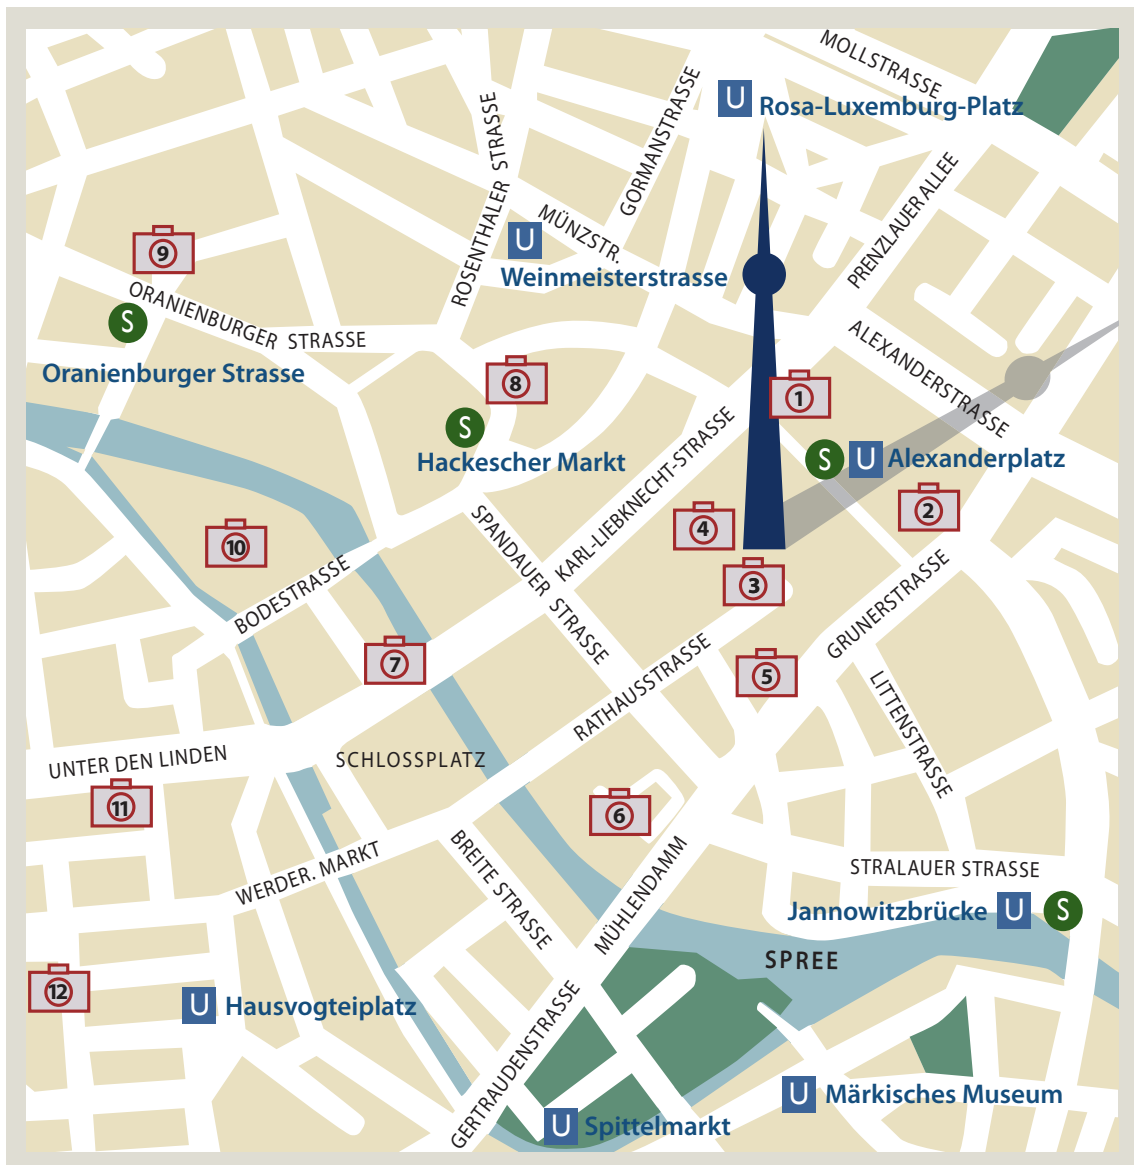 MOLLSTRASSE
U Rosa-Luxemburg-Platz
ROSENTHALER STRASSE
GORMANSTRASSE
PRENZLAUER ALLEE
MÜNZSTR.
U
Weinmeisterstrasse
9
ORANIENBURGER STRASSE
S
Oranienburger Strasse
ALEXANDERSTRASSE
8
1
S
Hackescher Markt
KARL-LIEBKNECHT-STRASSE
S U Alexanderplatz
2
4
10
SPANDAUER STRASSE
3
BODESTRASSE
GRUNERSTRASSE
7
RATHAUSSTRASSE
5
LITTENSTRASSE
UNTER DEN LINDEN
SCHLOSSPLATZ
11
6
WERDER. MARKT
BREITE STRASSE
MÜHLENDAMM
STRALAUER STRASSE
Jannowitzbrücke U S
SPREE
12
U Hausvogteiplatz
GERTRAUDENSTRASSE
U Märkisches Museum
U Spittelmarkt